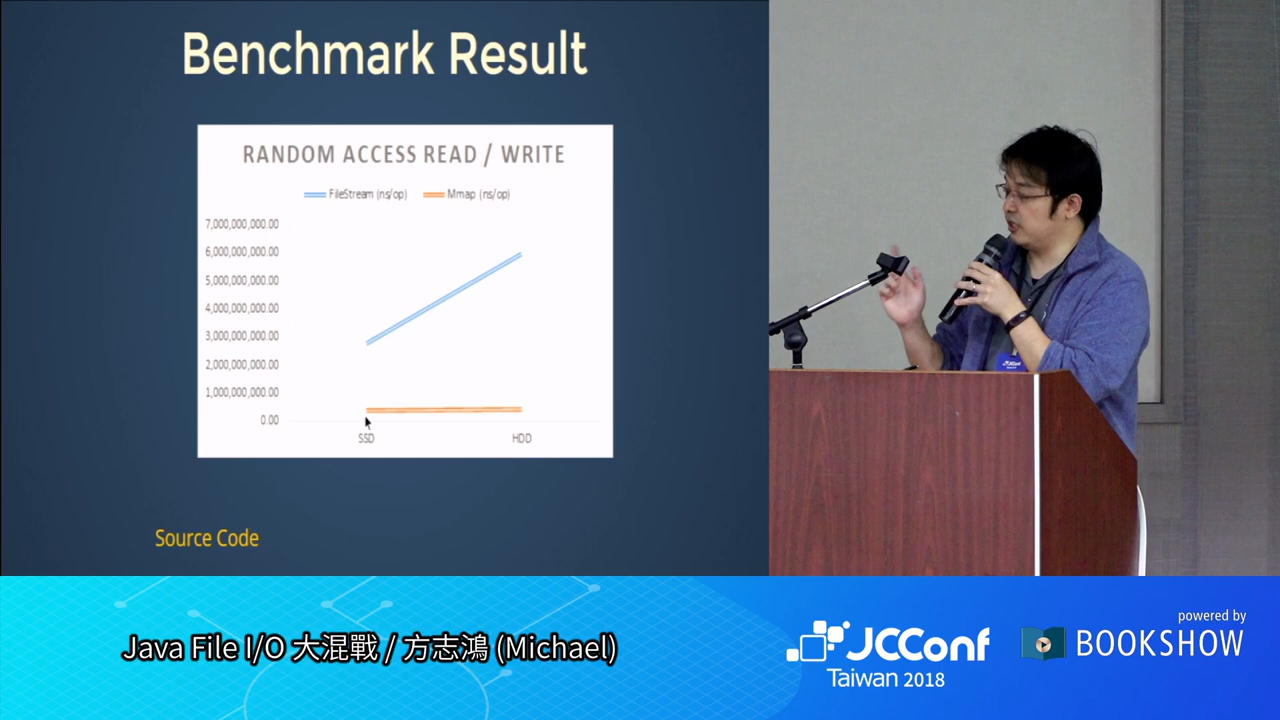 Benchmark Result
RANDOM ACCESS READ / WRITE
FileStream (ns/op) Mmap (ns/op)
7,000,000,000.00
6,000,000,000.00
5,000,000,000.00
4,000,000,000.00
3,000,000,000.00
2,000,000,000.00
1,000,000,000.00
0.00
SSD HDD
Source Code
JCConf
Java File I/O 大混戰 / 方志鴻 (Michael)
JCConf
Taiwan 2018
powered by
BOOKSHOW